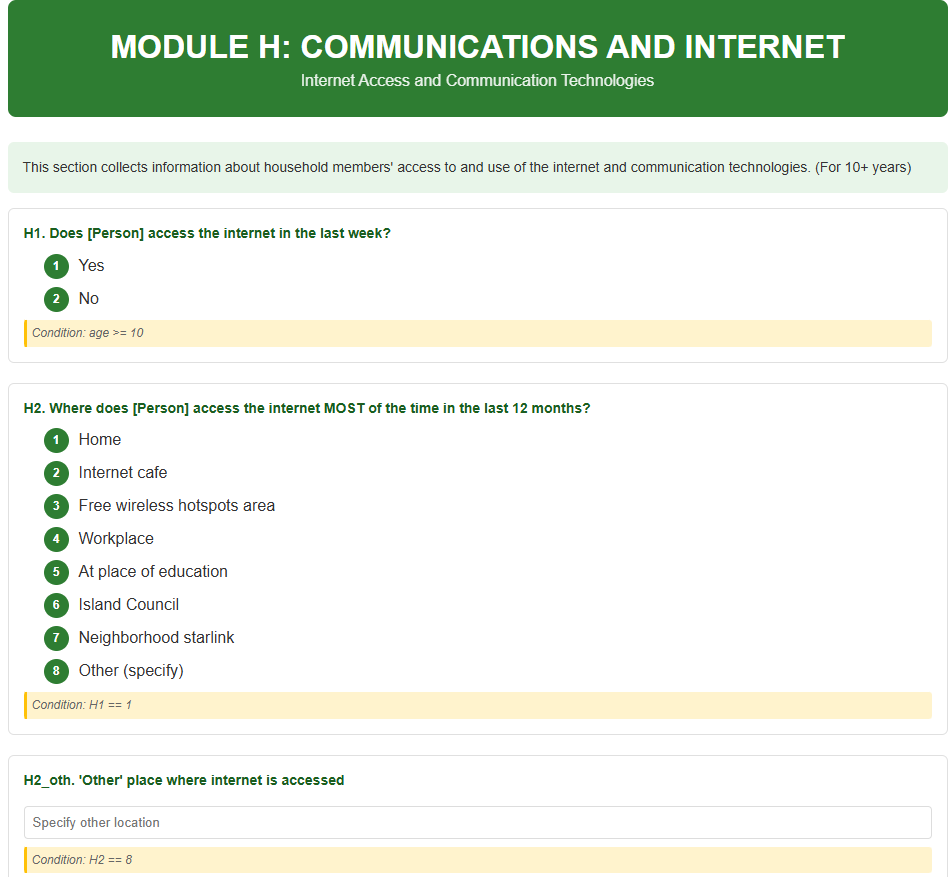 MODULE H: COMMUNICATIONS AND INTERNET
Internet Access and Communication Technologies
This section collects information about household members' access to and use of the internet and communication technologies. (For 10+ years)
H1. Does [Person] access the internet in the last week?
1 Yes
2 No
Condition: age >= 10
H2. Where does [Person] access the internet MOST of the time in the last 12 months?
1 Home
2 Internet cafe
3 Free wireless hotspots area
4 Workplace
5 At place of education
6 Island Council
7 Neighborhood starlink
8 Other (specify)
Condition: H1 == 1
H2_oth. 'Other' place where internet is accessed
Specify other location
Condition: H2 == 8